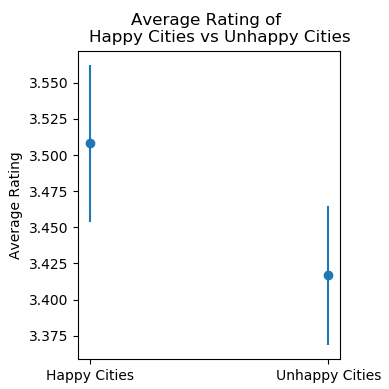 Average Rating of
Happy Cities vs Unhappy Cities
Average Rating
3.550
3.525
3.500
3.475
3.450
3.425
3.400
3.375
Happy Cities
Unhappy Cities